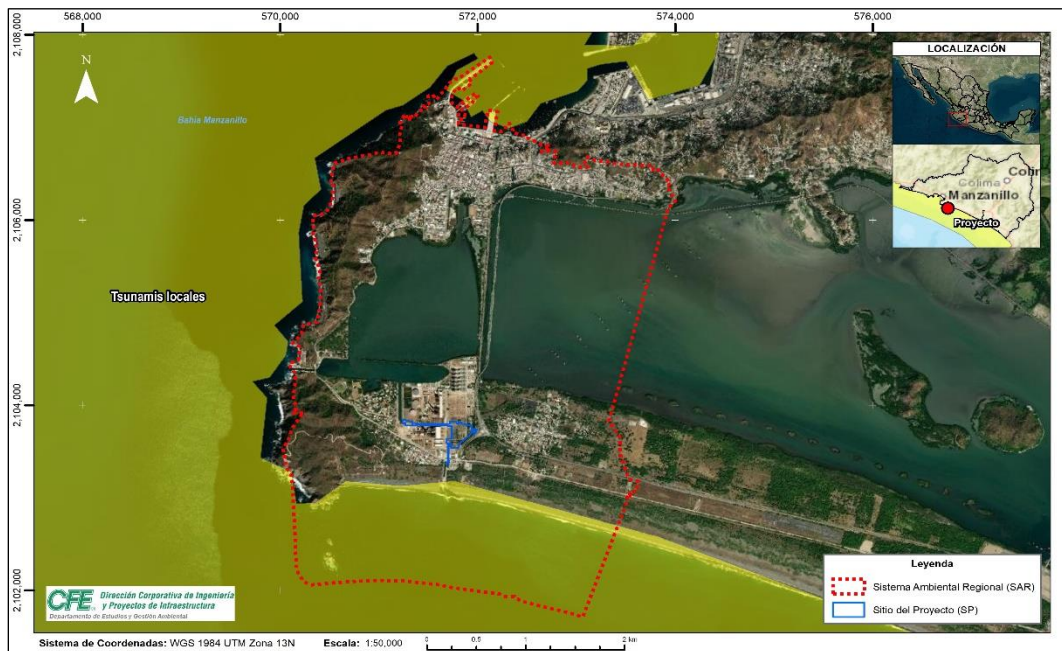 568,000 570,000 572,000 574,000 576,000
2,108,000
2,106,000
2,104,000
2,102,000
N
Bahía Manzanillo
Tsunamis locales
LOCALIZACIÓN
Colima
Manzanillo
Proyecto
Leyenda
Sistema Ambiental Regional (SAR)
Sitio del Proyecto (SP)
CFE
Dirección Corporativa de Ingeniería
y Proyectos de Infraestructura
Departamento de Estudios y Gestión Ambiental
Sistema de Coordenadas: WGS 1984 UTM Zona 13N Escala: 1:50,000
0 0.5 1 2 km